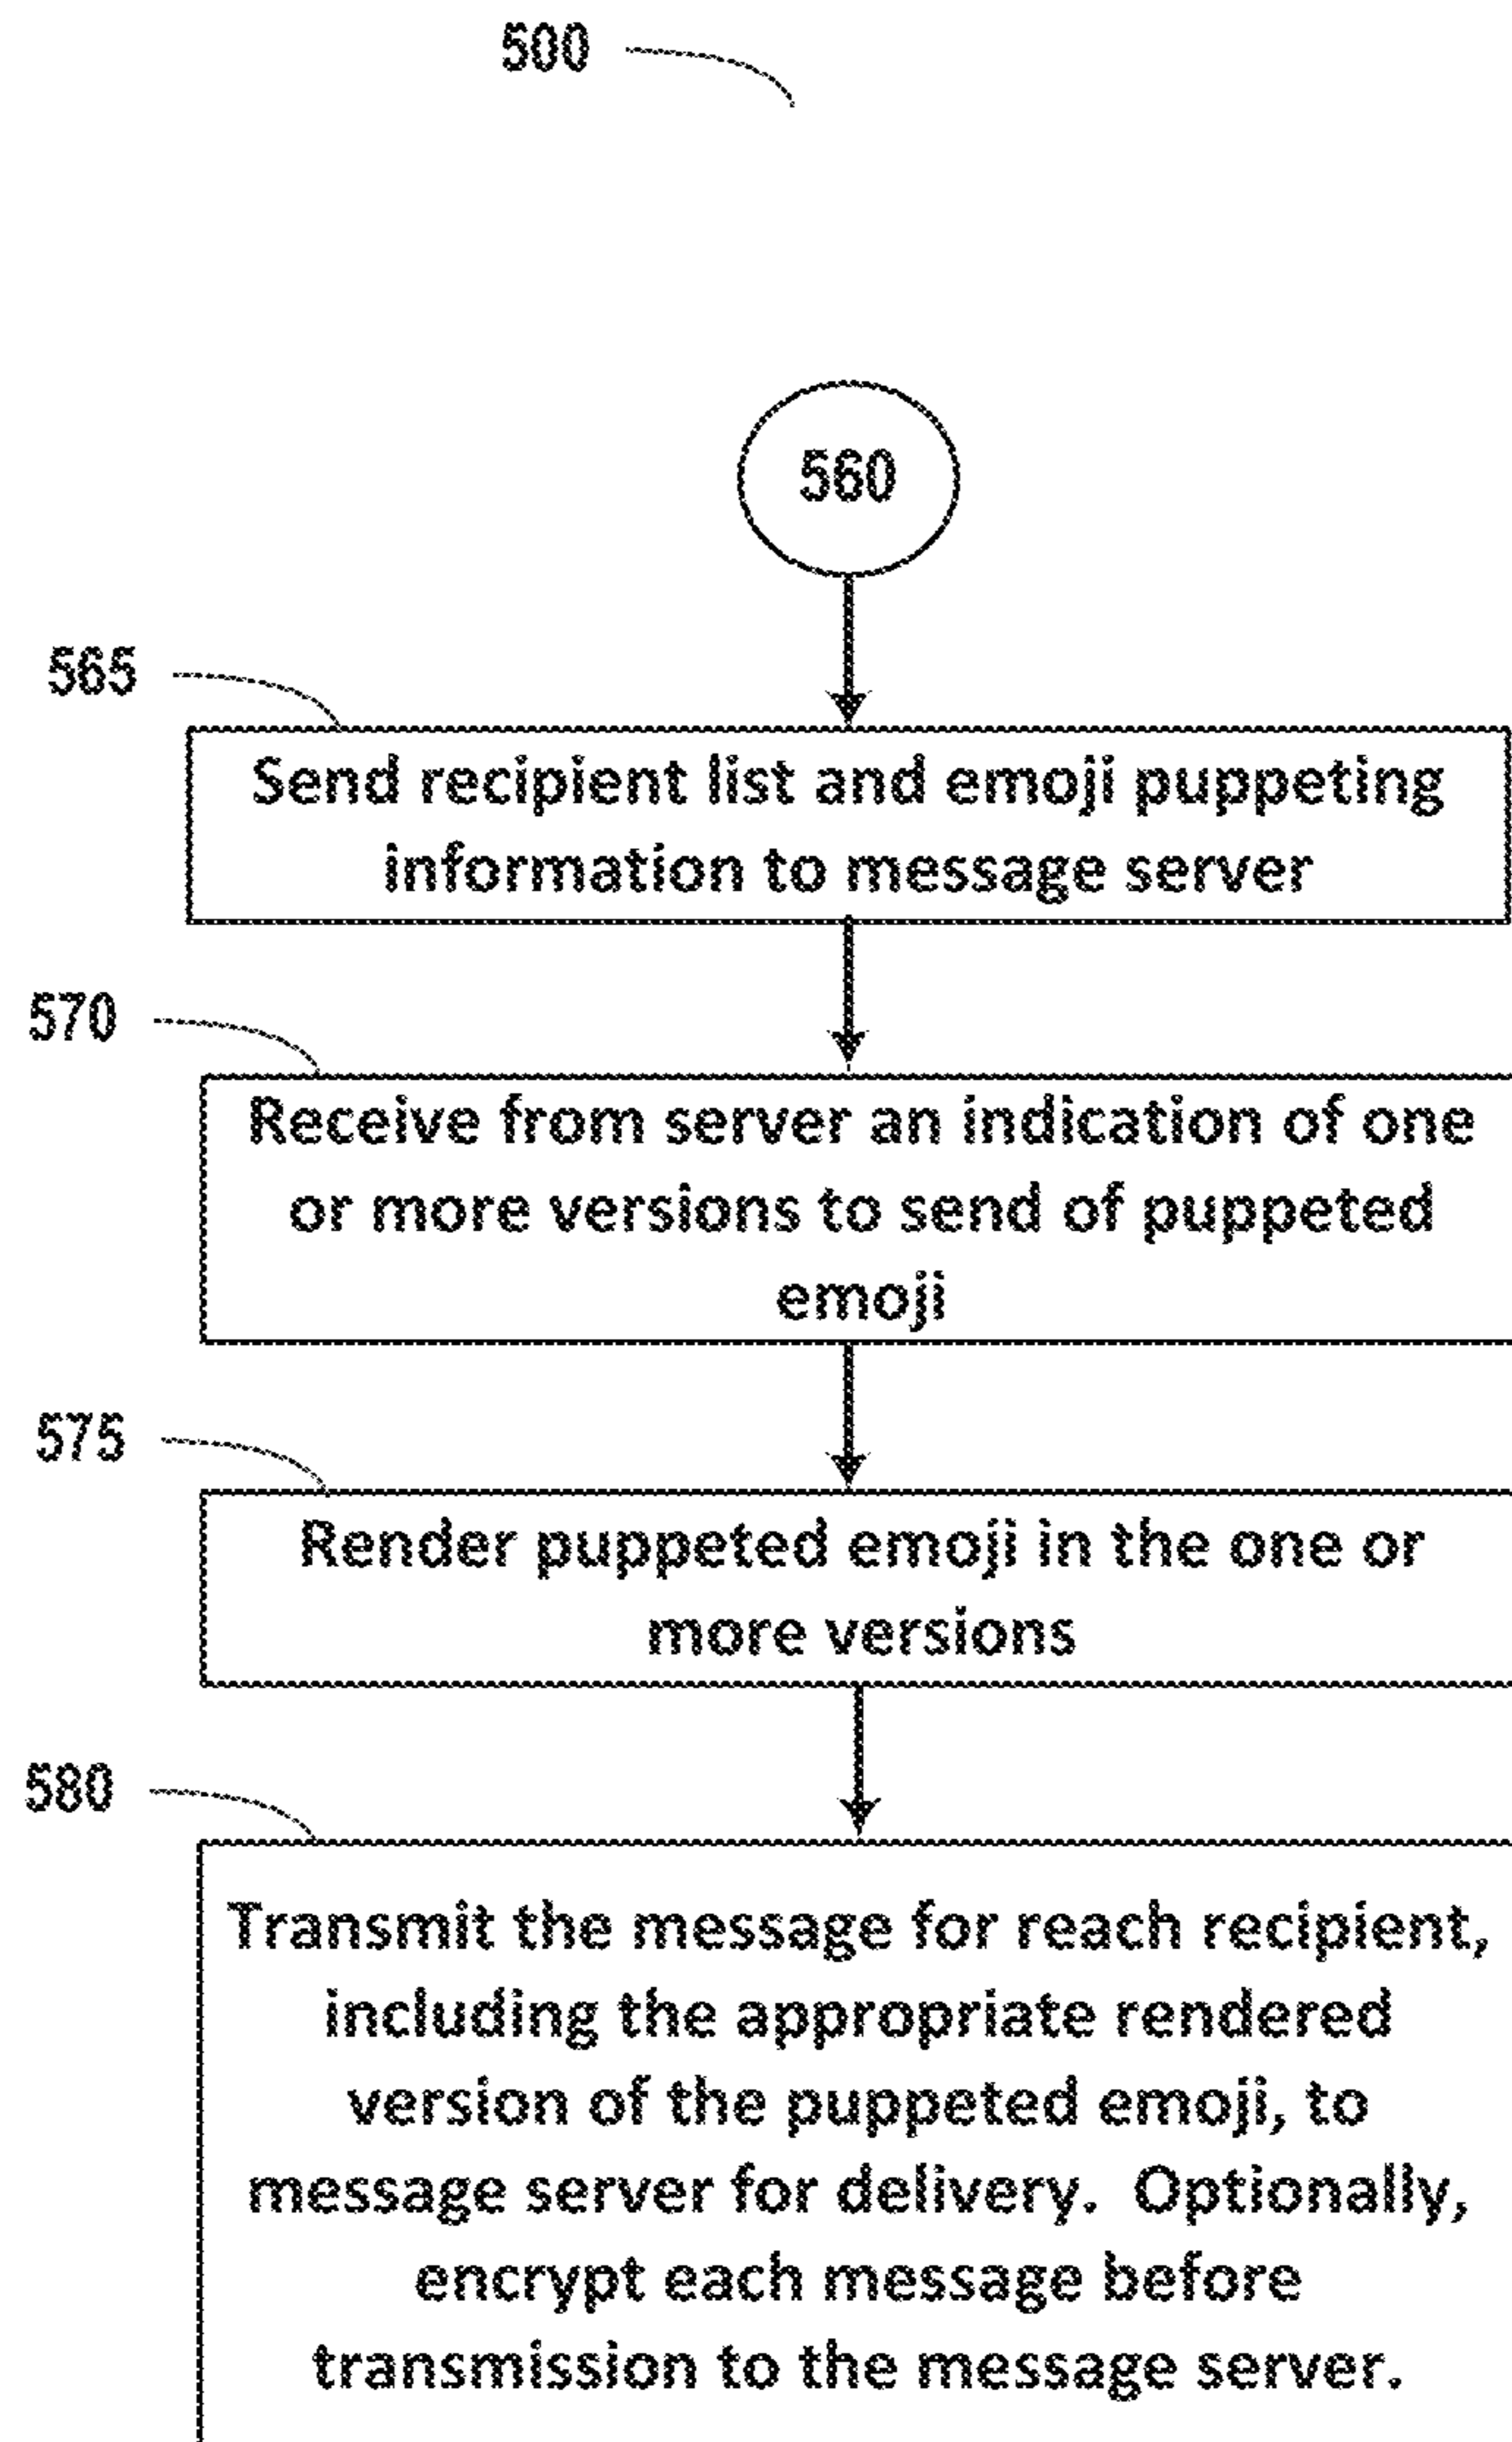 500
560
565
Send recipient list and emoji puppeting
information to message server
570
Receive from server an indication of one
or more versions to send of puppeted
emoji
575
Render puppeted emoji in the one or
more versions
580
Transmit the message for reach recipient,
including the appropriate rendered
version of the puppeted emoji, to
message server for delivery.  Optionally,
encrypt each message before
transmission to the message server.